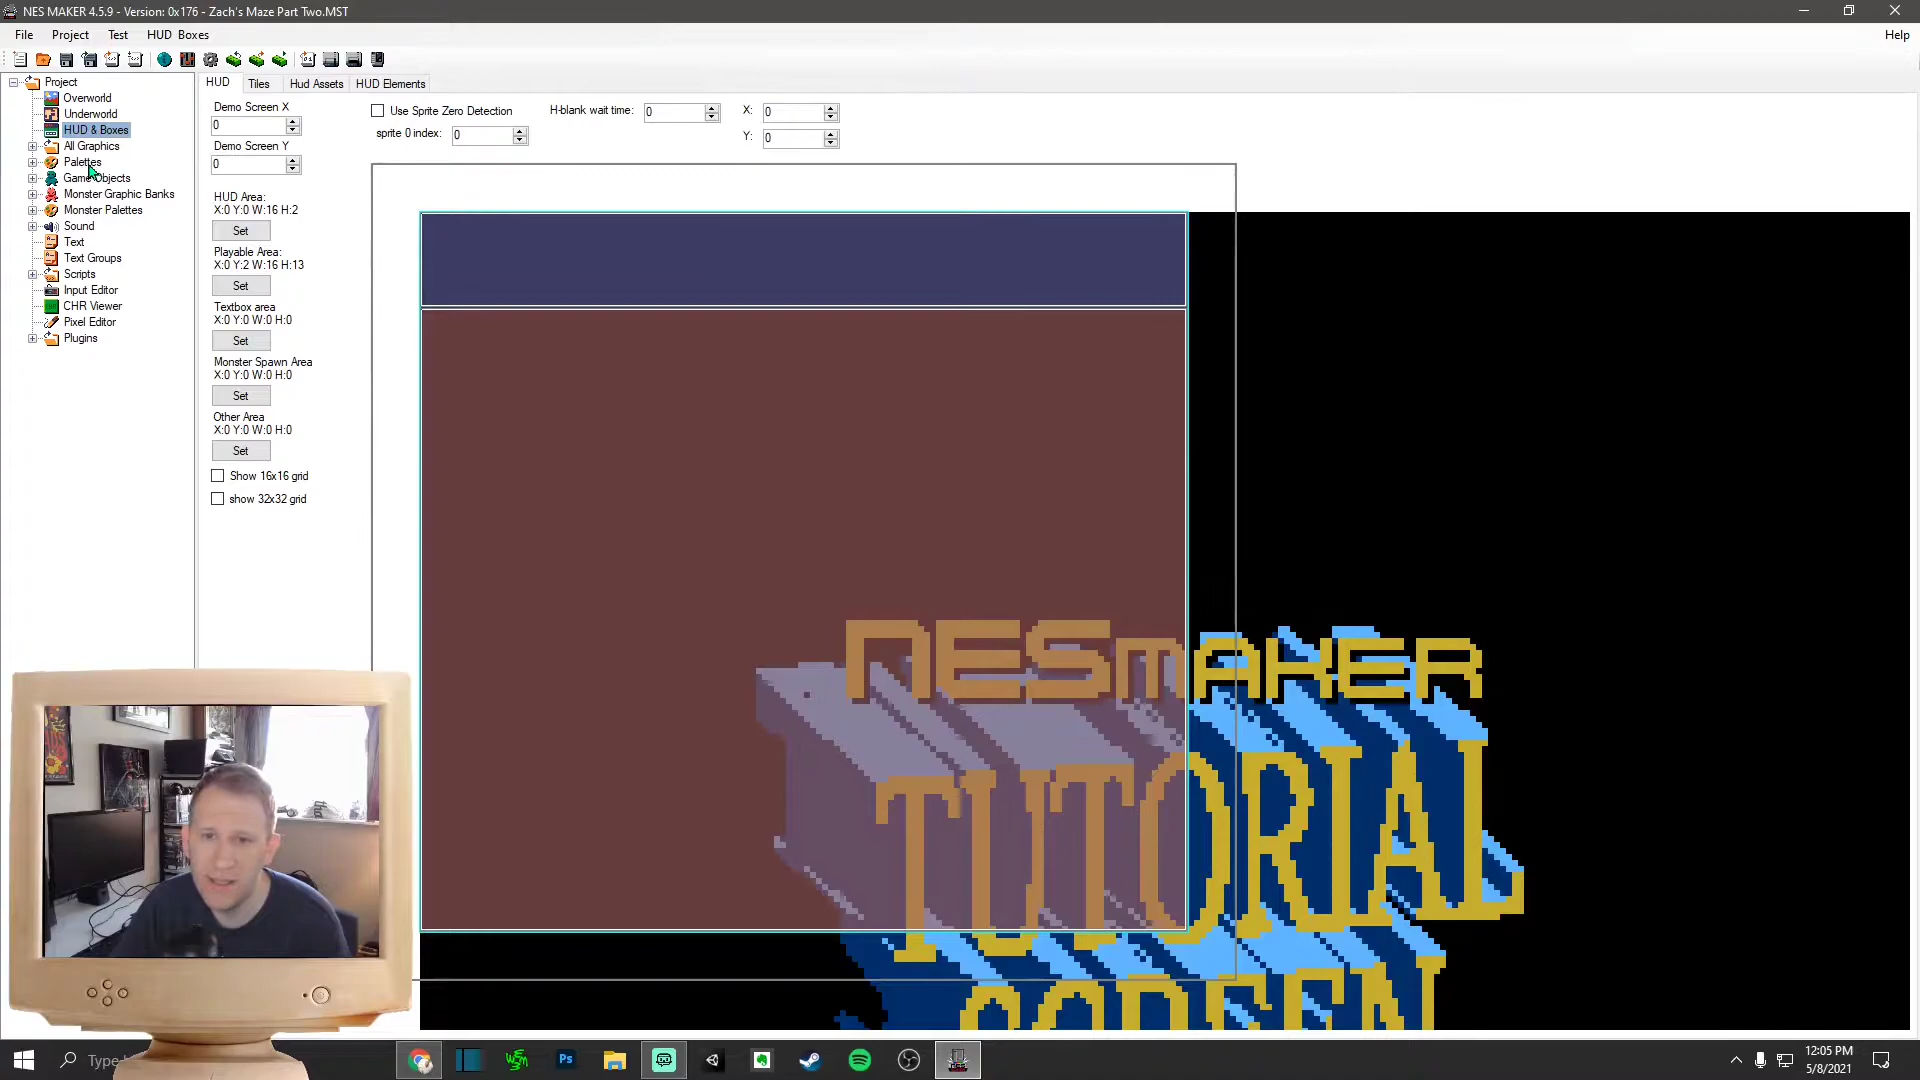 NES MAKER 4.5.9 - Version: 0x176 - Zach's Maze Part Two.MST
File Project Test HUD Boxes Help
Project
Overworld
Underworld
HUD & Boxes
All Graphics
Palettes
Game Objects
Monster Graphic Banks
Monster Palettes
Sound
Text
Text Groups
Scripts
Input Editor
CHR Viewer
Pixel Editor
Plugins
HUD Tiles Hud Assets HUD Elements
Demo Screen X
0
Demo Screen Y
0
Use Sprite Zero Detection
sprite 0 index: 0
H-blank wait time: 0
X: 0
Y: 0
HUD Area:
X:0 Y:0 W:16 H:2
Set
Playable Area:
X:0 Y:2 W:16 H:13
Set
Textbox area
X:0 Y:0 W:0 H:0
Set
Monster Spawn Area
X:0 Y:0 W:0 H:0
Set
Other Area
X:0 Y:0 W:0 H:0
Set
Show 16x16 grid
show 32x32 grid
NESMAKER
TUTORIAL
SCREEN
Type
Ps
12:05 PM
5/8/2021